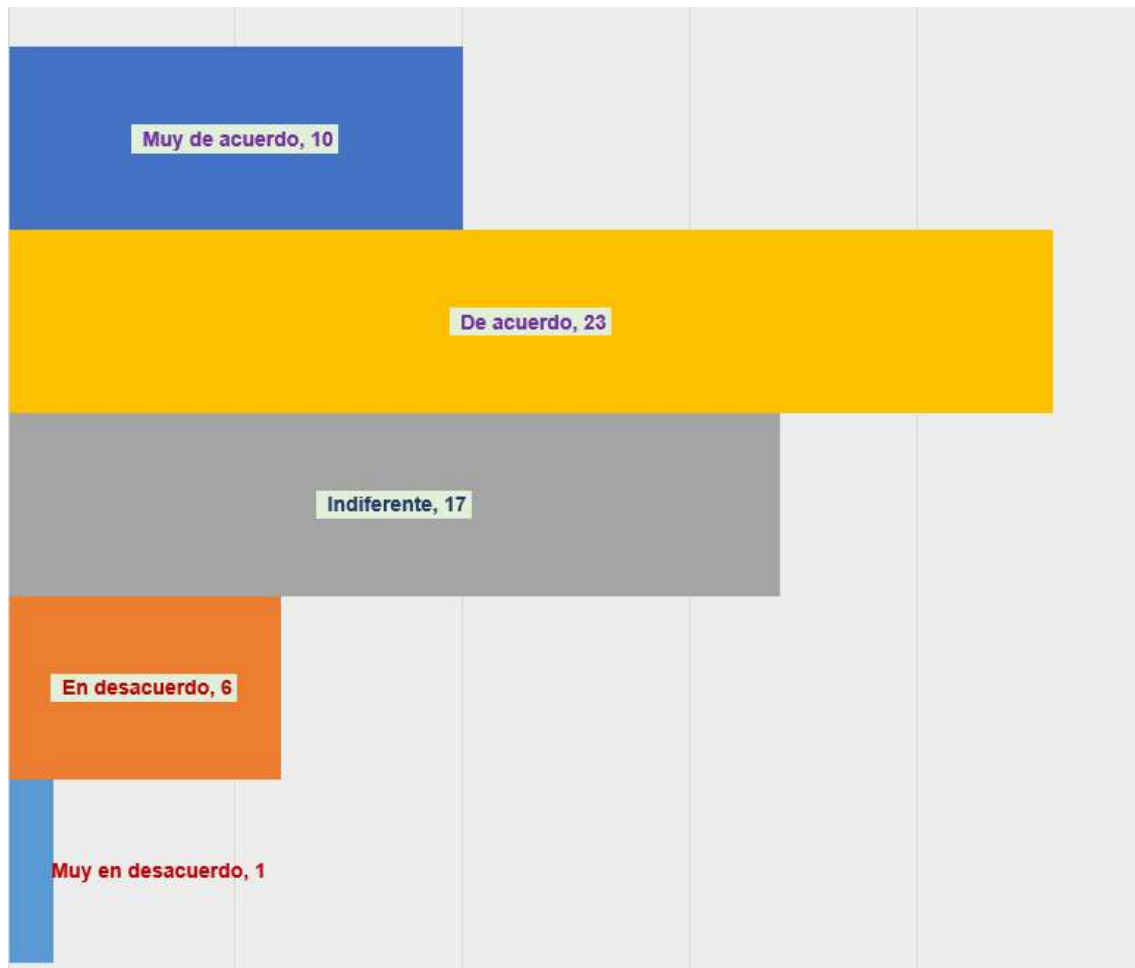 Muy de acuerdo, 10
De acuerdo, 23
Indiferente, 17
En desacuerdo, 6
Muy en desacuerdo, 1